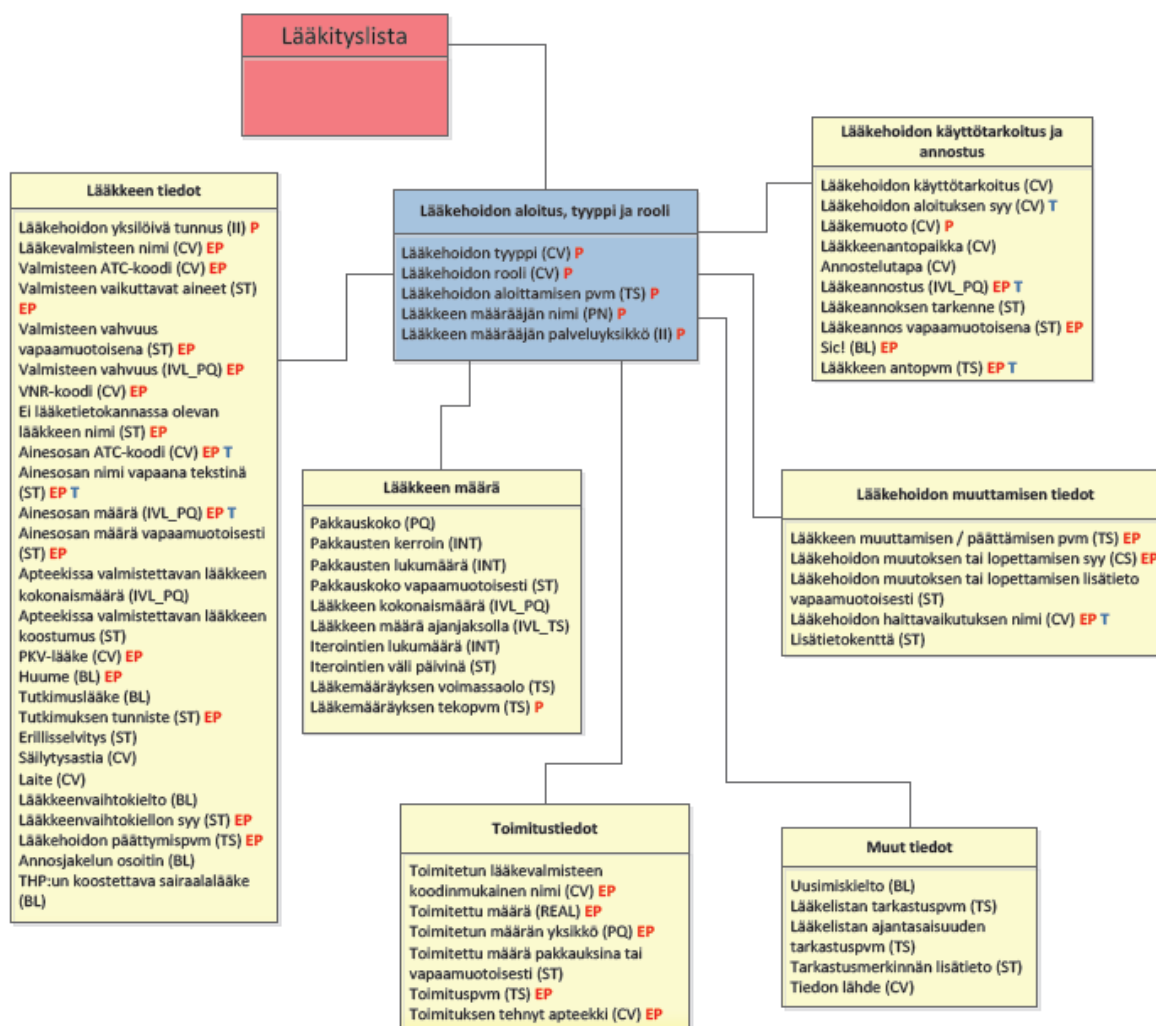 Lääkityslista
Lääkkeen tiedot
Lääkehoidon yksilöivä tunnus (II) P
Lääkevalmisteen nimi (CV) EP
Valmisteen ATC-koodi (CV) EP
Valmisteen vaikuttavat aineet (ST)
EP
Valmisteen vahvuus
vapaamuotoisena (ST) EP
Valmisteen vahvuus (IVL_PQ) EP
VNR-koodi (CV) EP
Ei lääketietokannassa olevan
lääkkeen nimi (ST) EP
Ainesosan ATC-koodi (CV) EP T
Ainesosan nimi vapaana tekstinä
(ST) EP T
Ainesosan määrä (IVL_PQ) EP T
Ainesosan määrä vapaamuotoisesti
(ST) EP
Apteekissa valmistettavan lääkkeen
kokonaismäärä (IVL_PQ)
Apteekissa valmistettavan lääkkeen
koostumus (ST)
PKV-lääke (CV) EP
Huume (BL) EP
Tutkimuslääke (BL)
Tutkimuksen tunniste (ST) EP
Erillisselvitys (ST)
Säilytysastia (CV)
Laite (CV)
Lääkkeenvaihtokielto (BL)
Lääkkeenvaihtokiellon syy (ST) EP
Lääkehoidon päättymispvm (TS) EP
Annosjakelun osoitin (BL)
THP:un koostettava sairaalalääke
(BL)
Lääkehoidon aloitus, tyyppi ja rooli
Lääkehoidon tyyppi (CV) P
Lääkehoidon rooli (CV) P
Lääkehoidon aloittamisen pvm (TS) P
Lääkkeen määrääjän nimi (PN) P
Lääkkeen määrääjän palveluyksikkö (II) P
Lääkehoidon käyttötarkoitus ja
annostus
Lääkehoidon käyttötarkoitus (CV)
Lääkehoidon aloituksen syy (CV) T
Lääkemuoto (CV) P
Lääkkeenantopaikka (CV)
Annostelutapa (CV)
Lääkeannostus (IVL_PQ) EP T
Lääkeannoksen tarkenne (ST)
Lääkeannos vapaamuotoisena (ST) EP
Sic! (BL) EP
Lääkkeen antopvm (TS) EP T
Lääkkeen määrä
Pakkauskoko (PQ)
Pakkausten kerroin (INT)
Pakkausten lukumäärä (INT)
Pakkauskoko vapaamuotoisesti (ST)
Lääkkeen kokonaismäärä (IVL_PQ)
Lääkkeen määrä ajanjaksolla (IVL_TS)
Iterointien lukumäärä (INT)
Iterointien väli päivinä (ST)
Lääkemääräyksen voimassaolo (TS)
Lääkemääräyksen tekopvm (TS) P
Lääkehoidon muuttamisen tiedot
Lääkkeen muuttamisen / päättämisen pvm (TS) EP
Lääkehoidon muutoksen tai lopettamisen syy (CS) EP
Lääkehoidon muutoksen tai lopettamisen lisätieto
vapaamuotoisesti (ST)
Lääkehoidon haittavaikutuksen nimi (CV) EP T
Lisätietokenttä (ST)
Toimitustiedot
Toimitetun lääkevalmisteen
koodinmukainen nimi (CV) EP
Toimitettu määrä (REAL) EP
Toimitetun määrän yksikkö (PQ) EP
Toimitettu määrä pakkauksina tai
vapaamuotoisesti (ST)
Toimituspvm (TS) EP
Toimituksen tehnyt apteekki (CV) EP
Muut tiedot
Uusimiskielto (BL)
Lääkelistan tarkastuspvm (TS)
Lääkelistan ajantasaisuuden
tarkastuspvm (TS)
Tarkastusmerkinnän lisätieto (ST)
Tiedon lähde (CV)